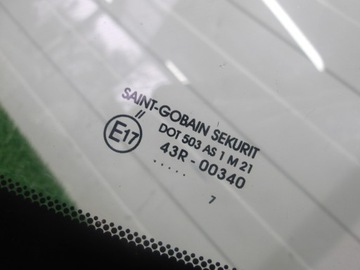 SAINT-GOBAIN SEKURIT
//
E17 DOT 503 AS 1 M 21
43R - 00340
.....
7